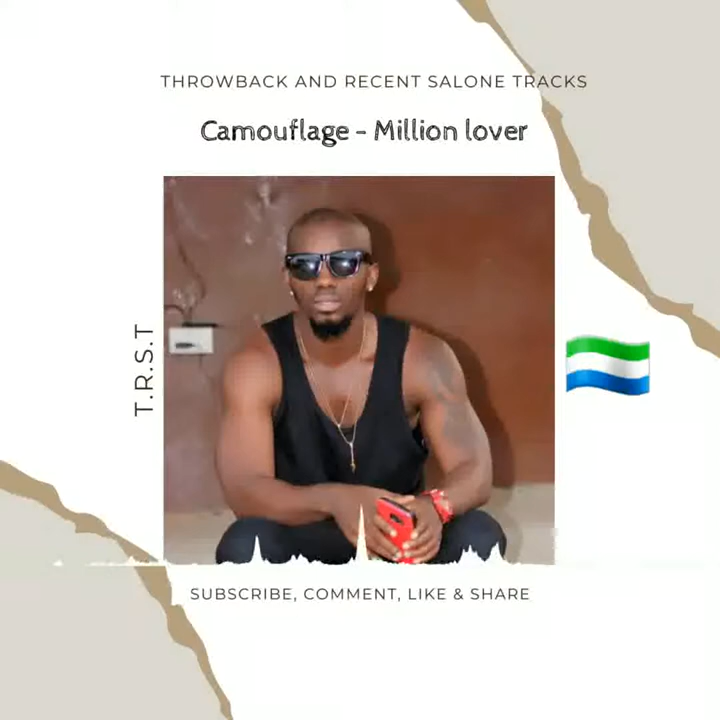 THROWBACK AND RECENT SALONE TRACKS
Camouflage - Million lover
T.R.S.T
SUBSCRIBE, COMMENT, LIKE & SHARE